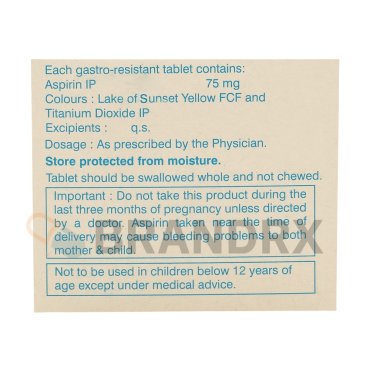 Each gastro-resistant tablet contains:
Aspirin IP 75 mg
Colours : Lake of Sunset Yellow FCF and
Titanium Dioxide IP
Excipients : q.s.
Dosage : As prescribed by the Physician.
Store protected from moisture.
Tablet should be swallowed whole and not chewed.
Important : Do not take this product during the
last three months of pregnancy unless directed
by a doctor. Aspirin taken near the time of
delivery may cause bleeding problems to both
mother & child.
BRANDRX
Not to be used in children below 12 years of
age except under medical advice.